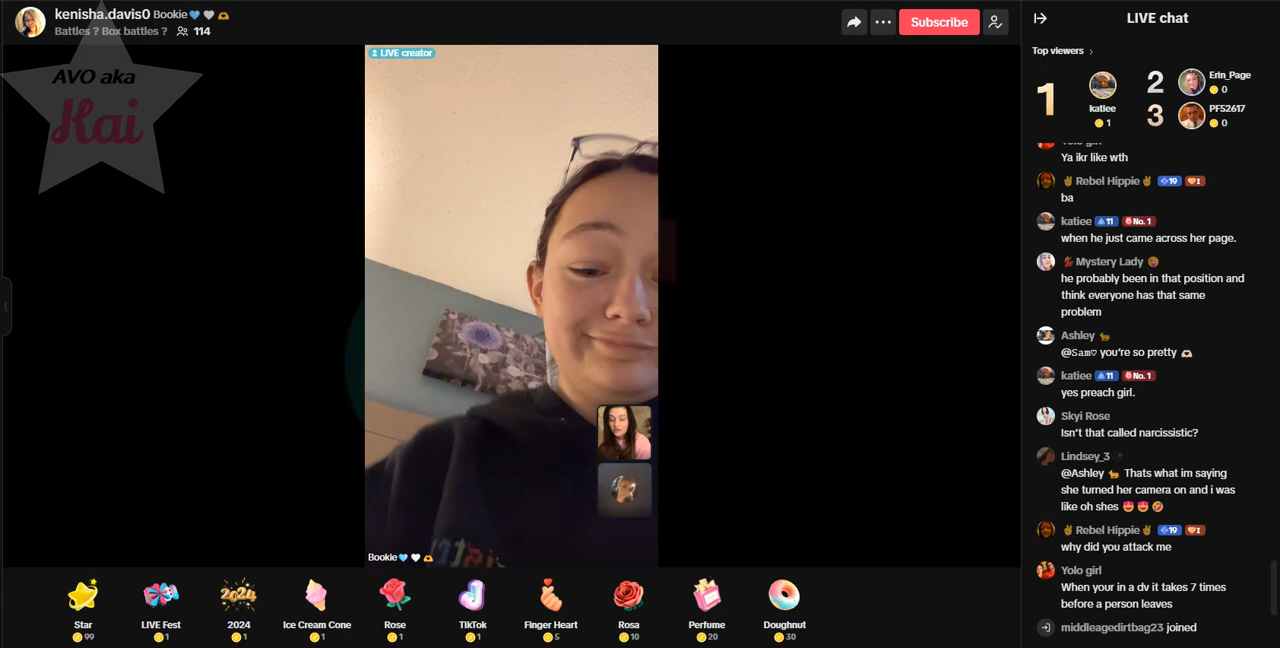 kenisha.davis0 Bookie💙🤍🫶
Battles ? Box battles ? 114
Subscribe
AVO aka
Kai
LIVE creator
Bookie💙🤍🫶
Star
99
LIVE Fest
1
2024
2024
1
Ice Cream Cone
1
Rose
1
TikTok
1
Finger Heart
5
Rosa
10
Perfume
20
Doughnut
30
LIVE chat
Top viewers >
1
katiee
1
2
Erin_Page
0
3
PF52617
0
Yolo girl
Ya ikr like wth
✌Rebel Hippie✌ 19 I
ba
katiee 11 No. 1
when he just came across her page.
Mystery Lady
he probably been in that position and
think everyone has that same
problem
Ashley 🐆
@Sam♡ you're so pretty 🫶🏻
katiee 11 No. 1
yes preach girl.
Skyi Rose
Isn't that called narcissistic?
Lindsey_3
@Ashley 🐆 Thats what im saying
she turned her camera on and i was
like oh shes 😍😍🤣
✌Rebel Hippie✌ 19 I
why did you attack me
Yolo girl
When your in a dv it takes 7 times
before a person leaves
middleagedirtbag23 joined